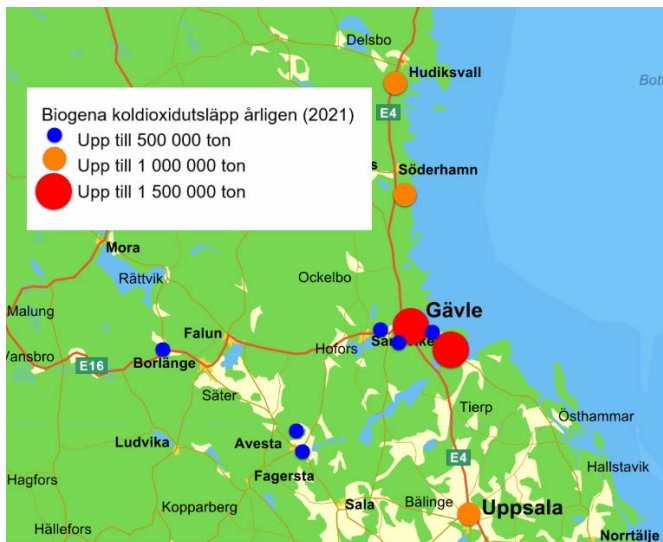 Delsbo
Hudiksvall
Bot
E4
Biogena koldioxidutsläpp årligen (2021)
Upp till 500 000 ton
Upp till 1 000 000 ton
Upp till 1 500 000 ton
s
Söderhamn
Mora
Rättvik
Ockelbo
Malung
Gävle
Falun
Hofors
Vansbro
E16
Borlänge
Säter
Tierp
Östhammar
Ludvika
Avesta
E4
Hallstavik
Hagfors
Fagersta
Kopparberg
Sala
Bälinge
Uppsala
Hällefors
Norrtälje